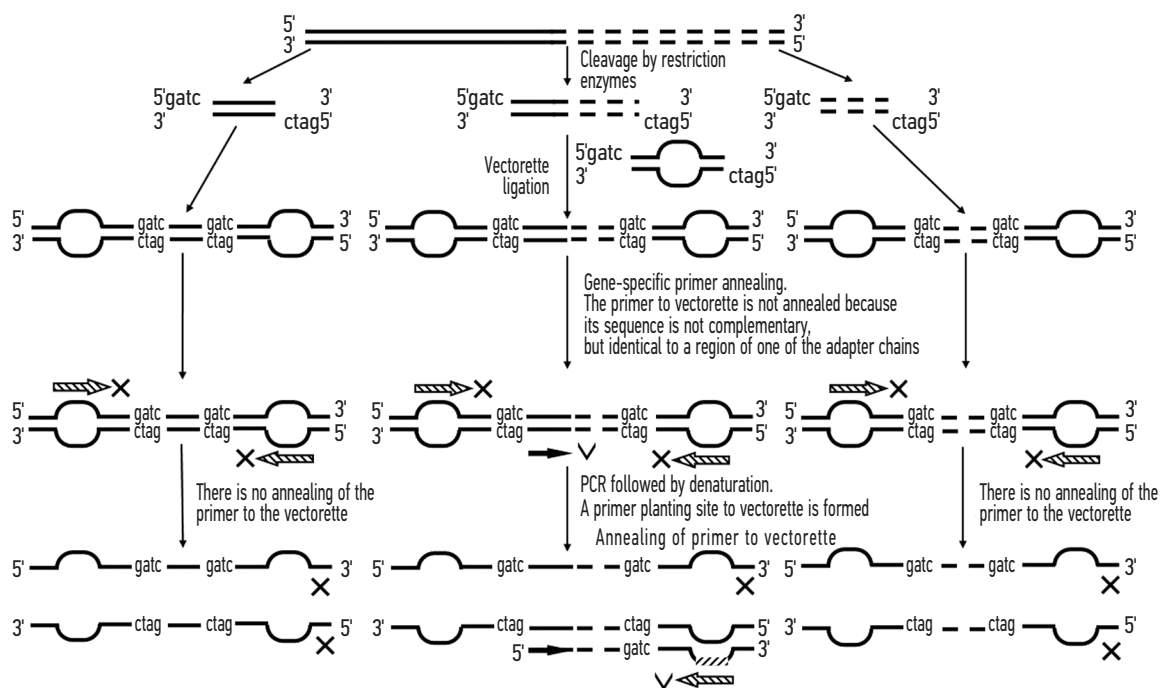 5' 3'
3' 5'
Cleavage by restriction
enzymes
5'gatc 3'
3' ctag5'
5'gatc 3'
3' ctag5'
5'gatc 3'
3' ctag5'
Vectorette
ligation
5'gatc 3'
3' ctag5'
5' gatc gatc 3'
3' ctag ctag 5'
5' gatc gatc 3'
3' ctag ctag 5'
5' gatc gatc 3'
3' ctag ctag 5'
Gene-specific primer annealing.
The primer to vectorette is not annealed because
its sequence is not complementary,
but identical to a region of one of the adapter chains
5' gatc gatc 3'
3' ctag ctag 5'
5' gatc gatc 3'
3' ctag ctag 5'
5' gatc gatc 3'
3' ctag ctag 5'
There is no annealing of the
primer to the vectorette
PCR followed by denaturation.
A primer planting site to vectorette is formed
Annealing of primer to vectorette
There is no annealing of the
primer to the vectorette
5' gatc gatc 3'
3' ctag ctag 5'
5' gatc gatc 3'
3' ctag ctag 5'
5' gatc 3'
5' gatc gatc 3'
3' ctag ctag 5'